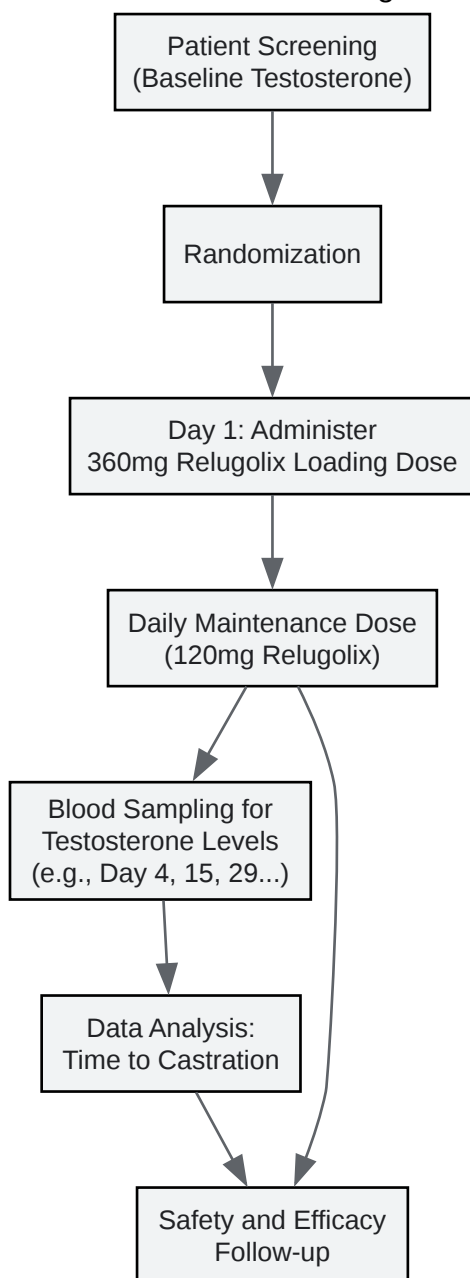 Patient Screening
(Baseline Testosterone)
Randomization
Day 1: Administer
360mg Relugolix Loading Dose
Daily Maintenance Dose
(120mg Relugolix)
Blood Sampling for
Testosterone Levels
(e.g., Day 4, 15, 29...)
Data Analysis:
Time to Castration
Safety and Efficacy
Follow-up